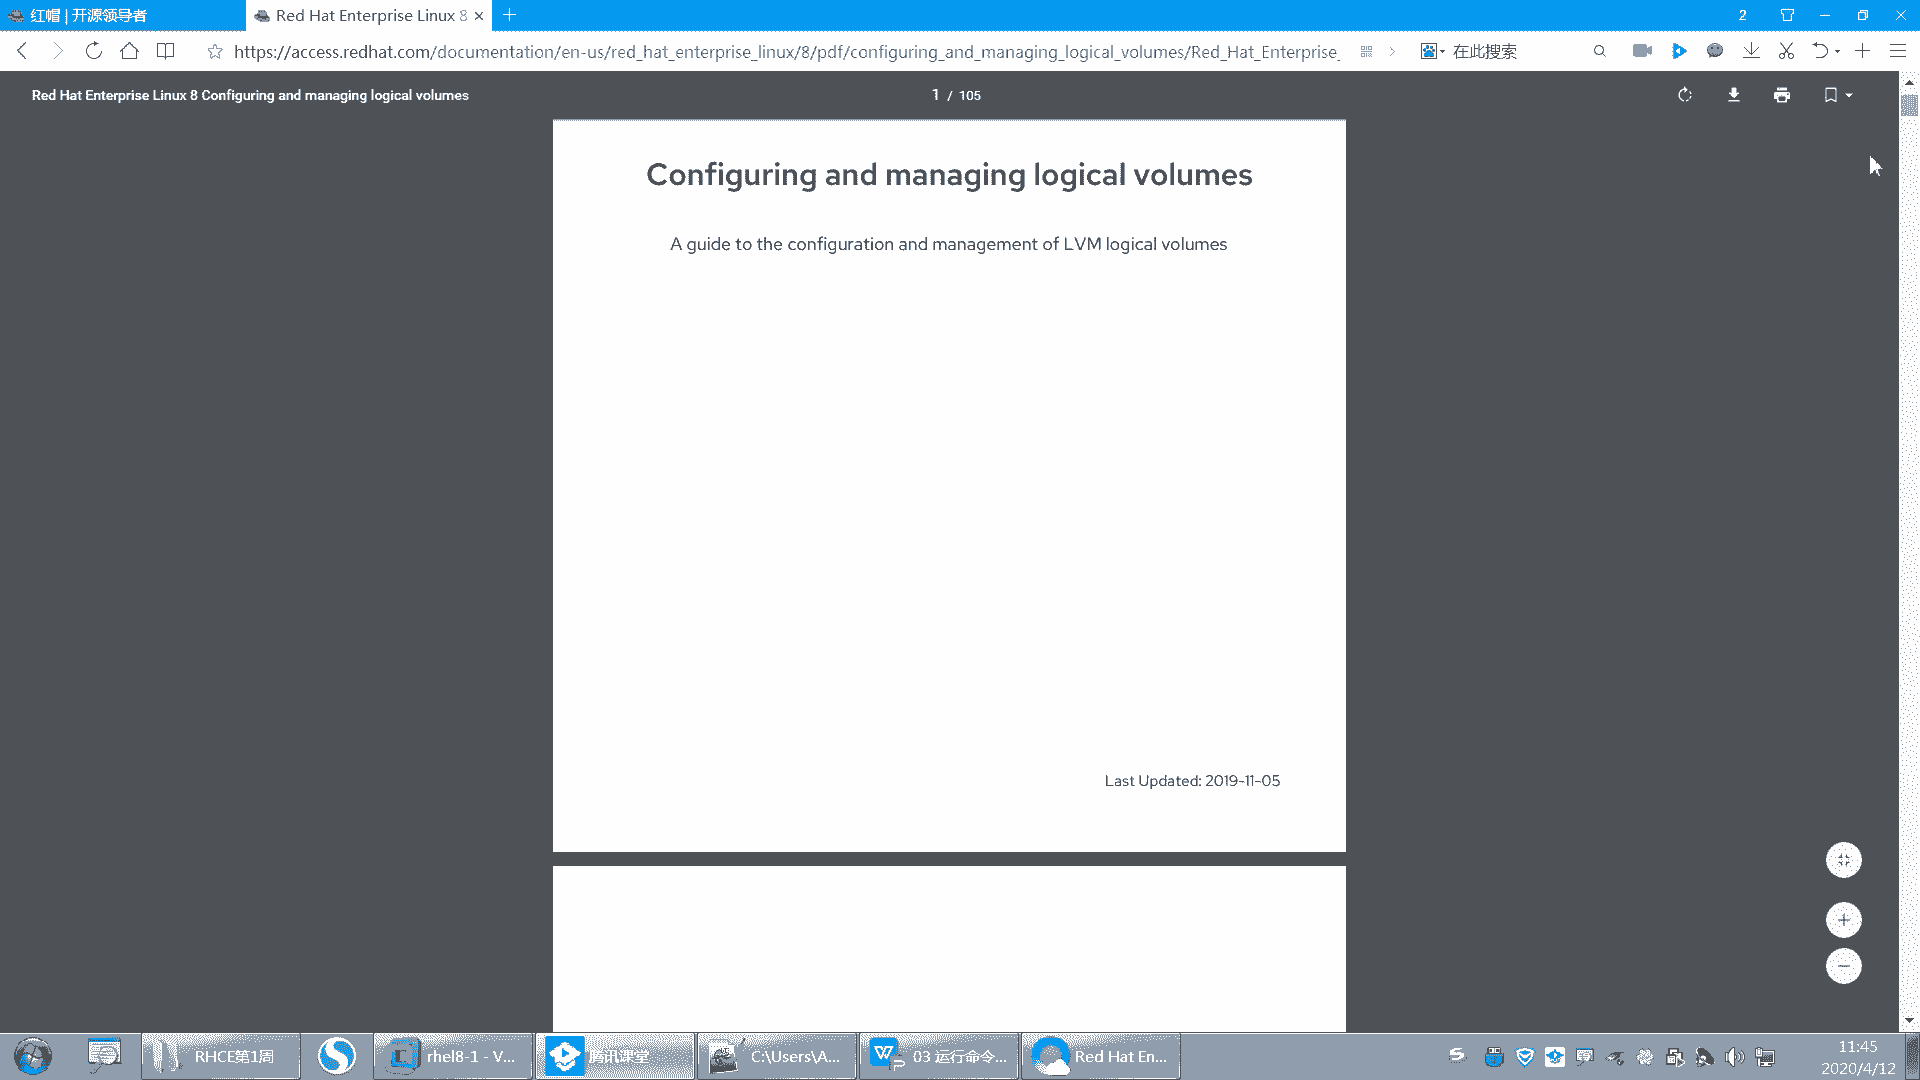 红帽 | 开源领导者
Red Hat Enterprise Linux 8
2
https://access.redhat.com/documentation/en-us/red_hat_enterprise_linux/8/pdf/configuring_and_managing_logical_volumes/Red_Hat_Enterprise_
在此搜索
Red Hat Enterprise Linux 8 Configuring and managing logical volumes
1 / 105
Configuring and managing logical volumes
A guide to the configuration and management of LVM logical volumes
Last Updated: 2019-11-05
RHCE第1周
rhel8-1 - V...
腾讯课堂
C:\Users\A...
03 运行命令...
Red Hat En...
11:45
2020/4/12